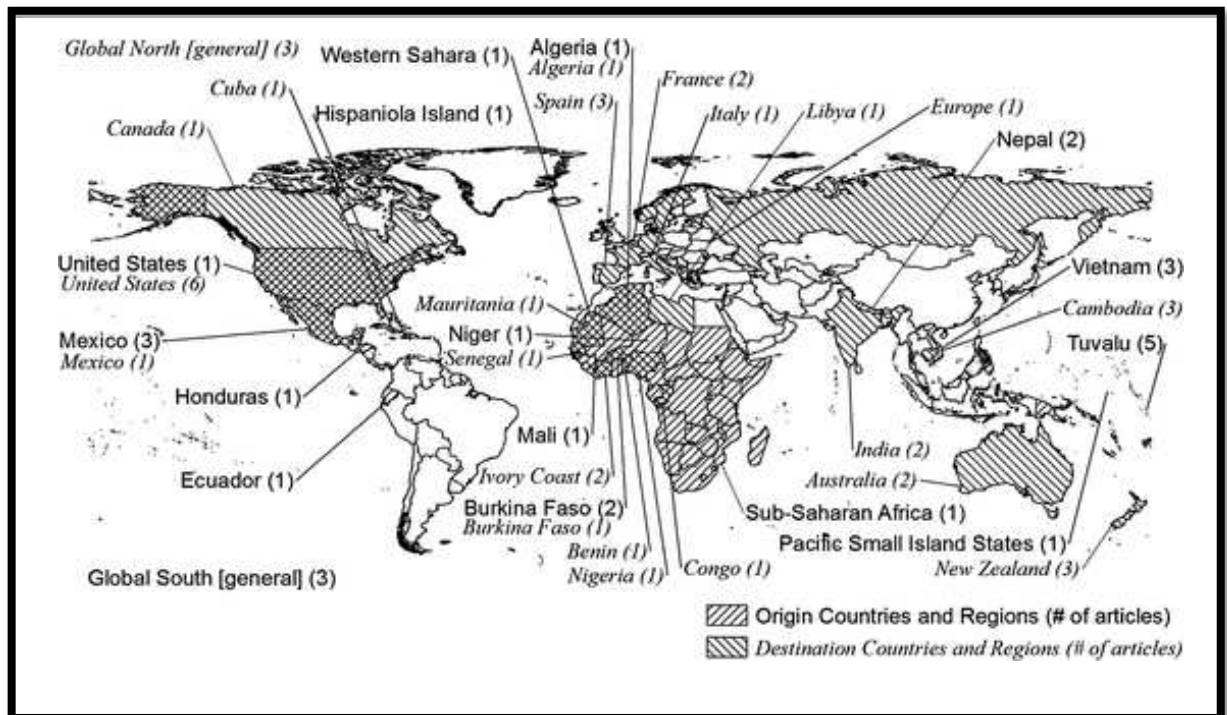 Global North [general] (3)
Western Sahara (1)
Algeria (1)
Algeria (1)
France (2)
Cuba (1)
Spain (3)
Italy (1)
Libya (1)
Europe (1)
Hispaniola Island (1)
Canada (1)
Nepal (2)
United States (1)
United States (6)
Vietnam (3)
Mauritania (1)
Cambodia (3)
Mexico (3)
Mexico (1)
Niger (1)
Senegal (1)
Tuvalu (5)
Honduras (1)
Mali (1)
India (2)
Ecuador (1)
Ivory Coast (2)
Australia (2)
Burkina Faso (2)
Burkina Faso (1)
Sub-Saharan Africa (1)
Benin (1)
Nigeria (1)
Congo (1)
Pacific Small Island States (1)
New Zealand (3)
Global South [general] (3)
Origin Countries and Regions (# of articles)
Destination Countries and Regions (# of articles)